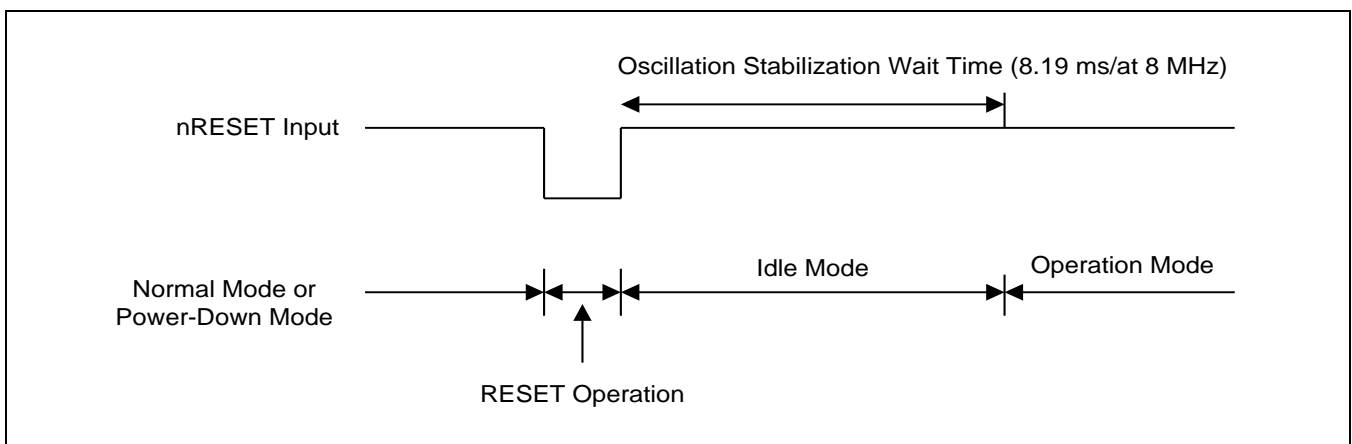 Oscillation Stabilization Wait Time (8.19 ms/at 8 MHz)
nRESET Input
Idle Mode
Operation Mode
Normal Mode or
Power-Down Mode
RESET Operation